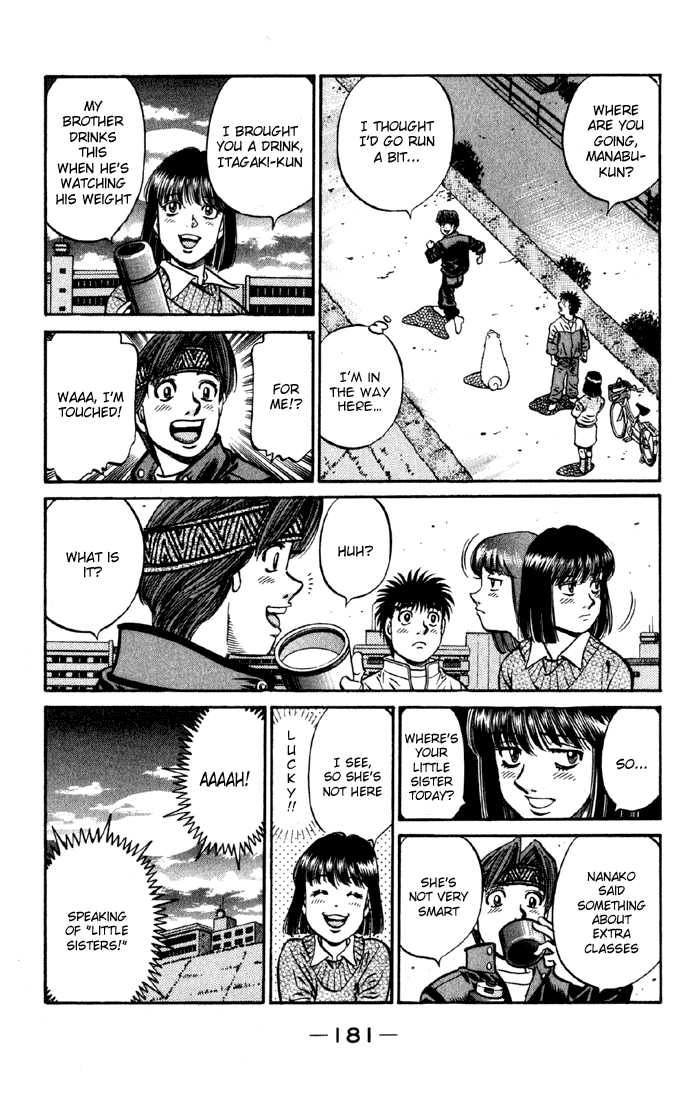 WHERE
ARE YOU
GOING,
MANABU-
KUN?
I THOUGHT
I'D GO RUN
A BIT...
I'M IN
THE WAY
HERE...
I BROUGHT
YOU A DRINK,
ITAGAKI-KUN
MY
BROTHER
DRINKS
THIS
WHEN HE'S
WATCHING
HIS WEIGHT
FOR
ME!?
WAAA, I'M
TOUCHED!
HUH?
WHAT IS
IT?
SO...
WHERE'S
YOUR
LITTLE
SISTER
TODAY?
NANAKO
SAID
SOMETHING
ABOUT
EXTRA
CLASSES
SHE'S
NOT VERY
SMART
I SEE,
SO SHE'S
NOT HERE
LUCKY!!
AAAAH!
SPEAKING
OF "LITTLE
SISTERS!"
—181—